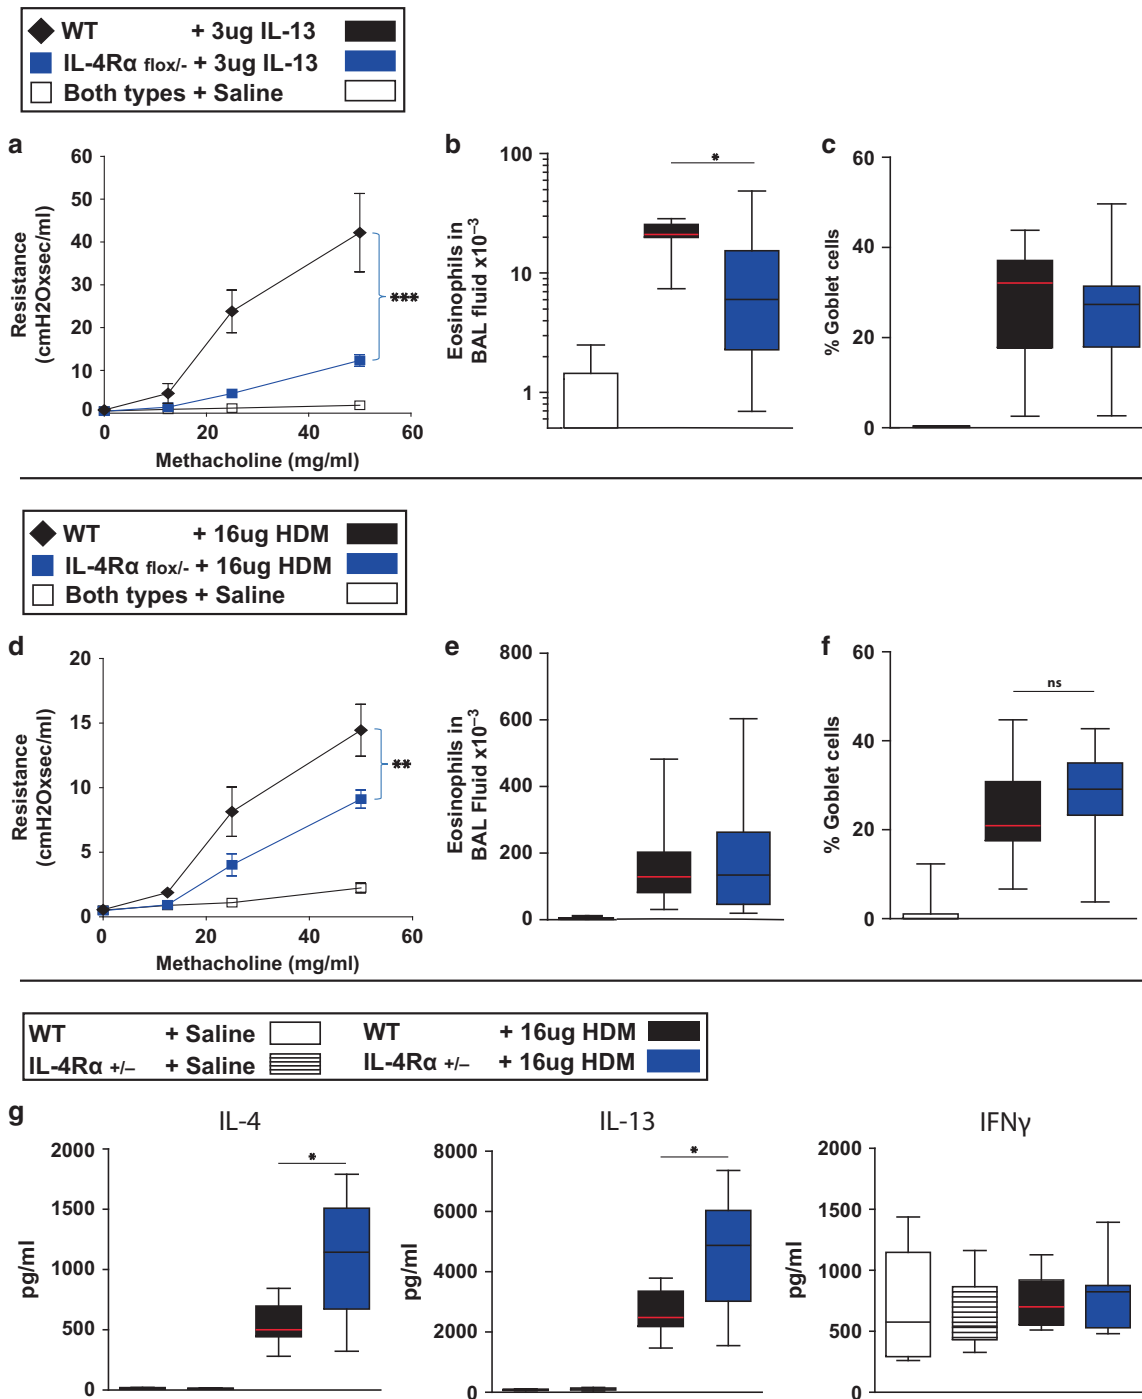 WT + 3ug IL-13
IL-4Rα flox/- + 3ug IL-13
Both types + Saline
a
Resistance
(cmH2Oxsec/ml)
60
50
40
30
20
10
0
0 20 40 60
Methacholine (mg/ml)
***
b
Eosinophils in
BAL fluid x10⁻³
100
10
1
*
c
% Goblet cells
60
40
20
0
WT + 16ug HDM
IL-4Rα flox/- + 16ug HDM
Both types + Saline
d
Resistance
(cmH2Oxsec/ml)
20
15
10
5
0
0 20 40 60
Methacholine (mg/ml)
**
e
Eosinophils in
BAL Fluid x10⁻³
800
600
400
200
0
f
% Goblet cells
60
40
20
0
ns
WT + Saline WT + 16ug HDM
IL-4Rα +/– + Saline IL-4Rα +/– + 16ug HDM
g
IL-4
pg/ml
2000
1500
1000
500
0
*
IL-13
pg/ml
8000
6000
4000
2000
0
*
IFNγ
pg/ml
2000
1500
1000
500
0